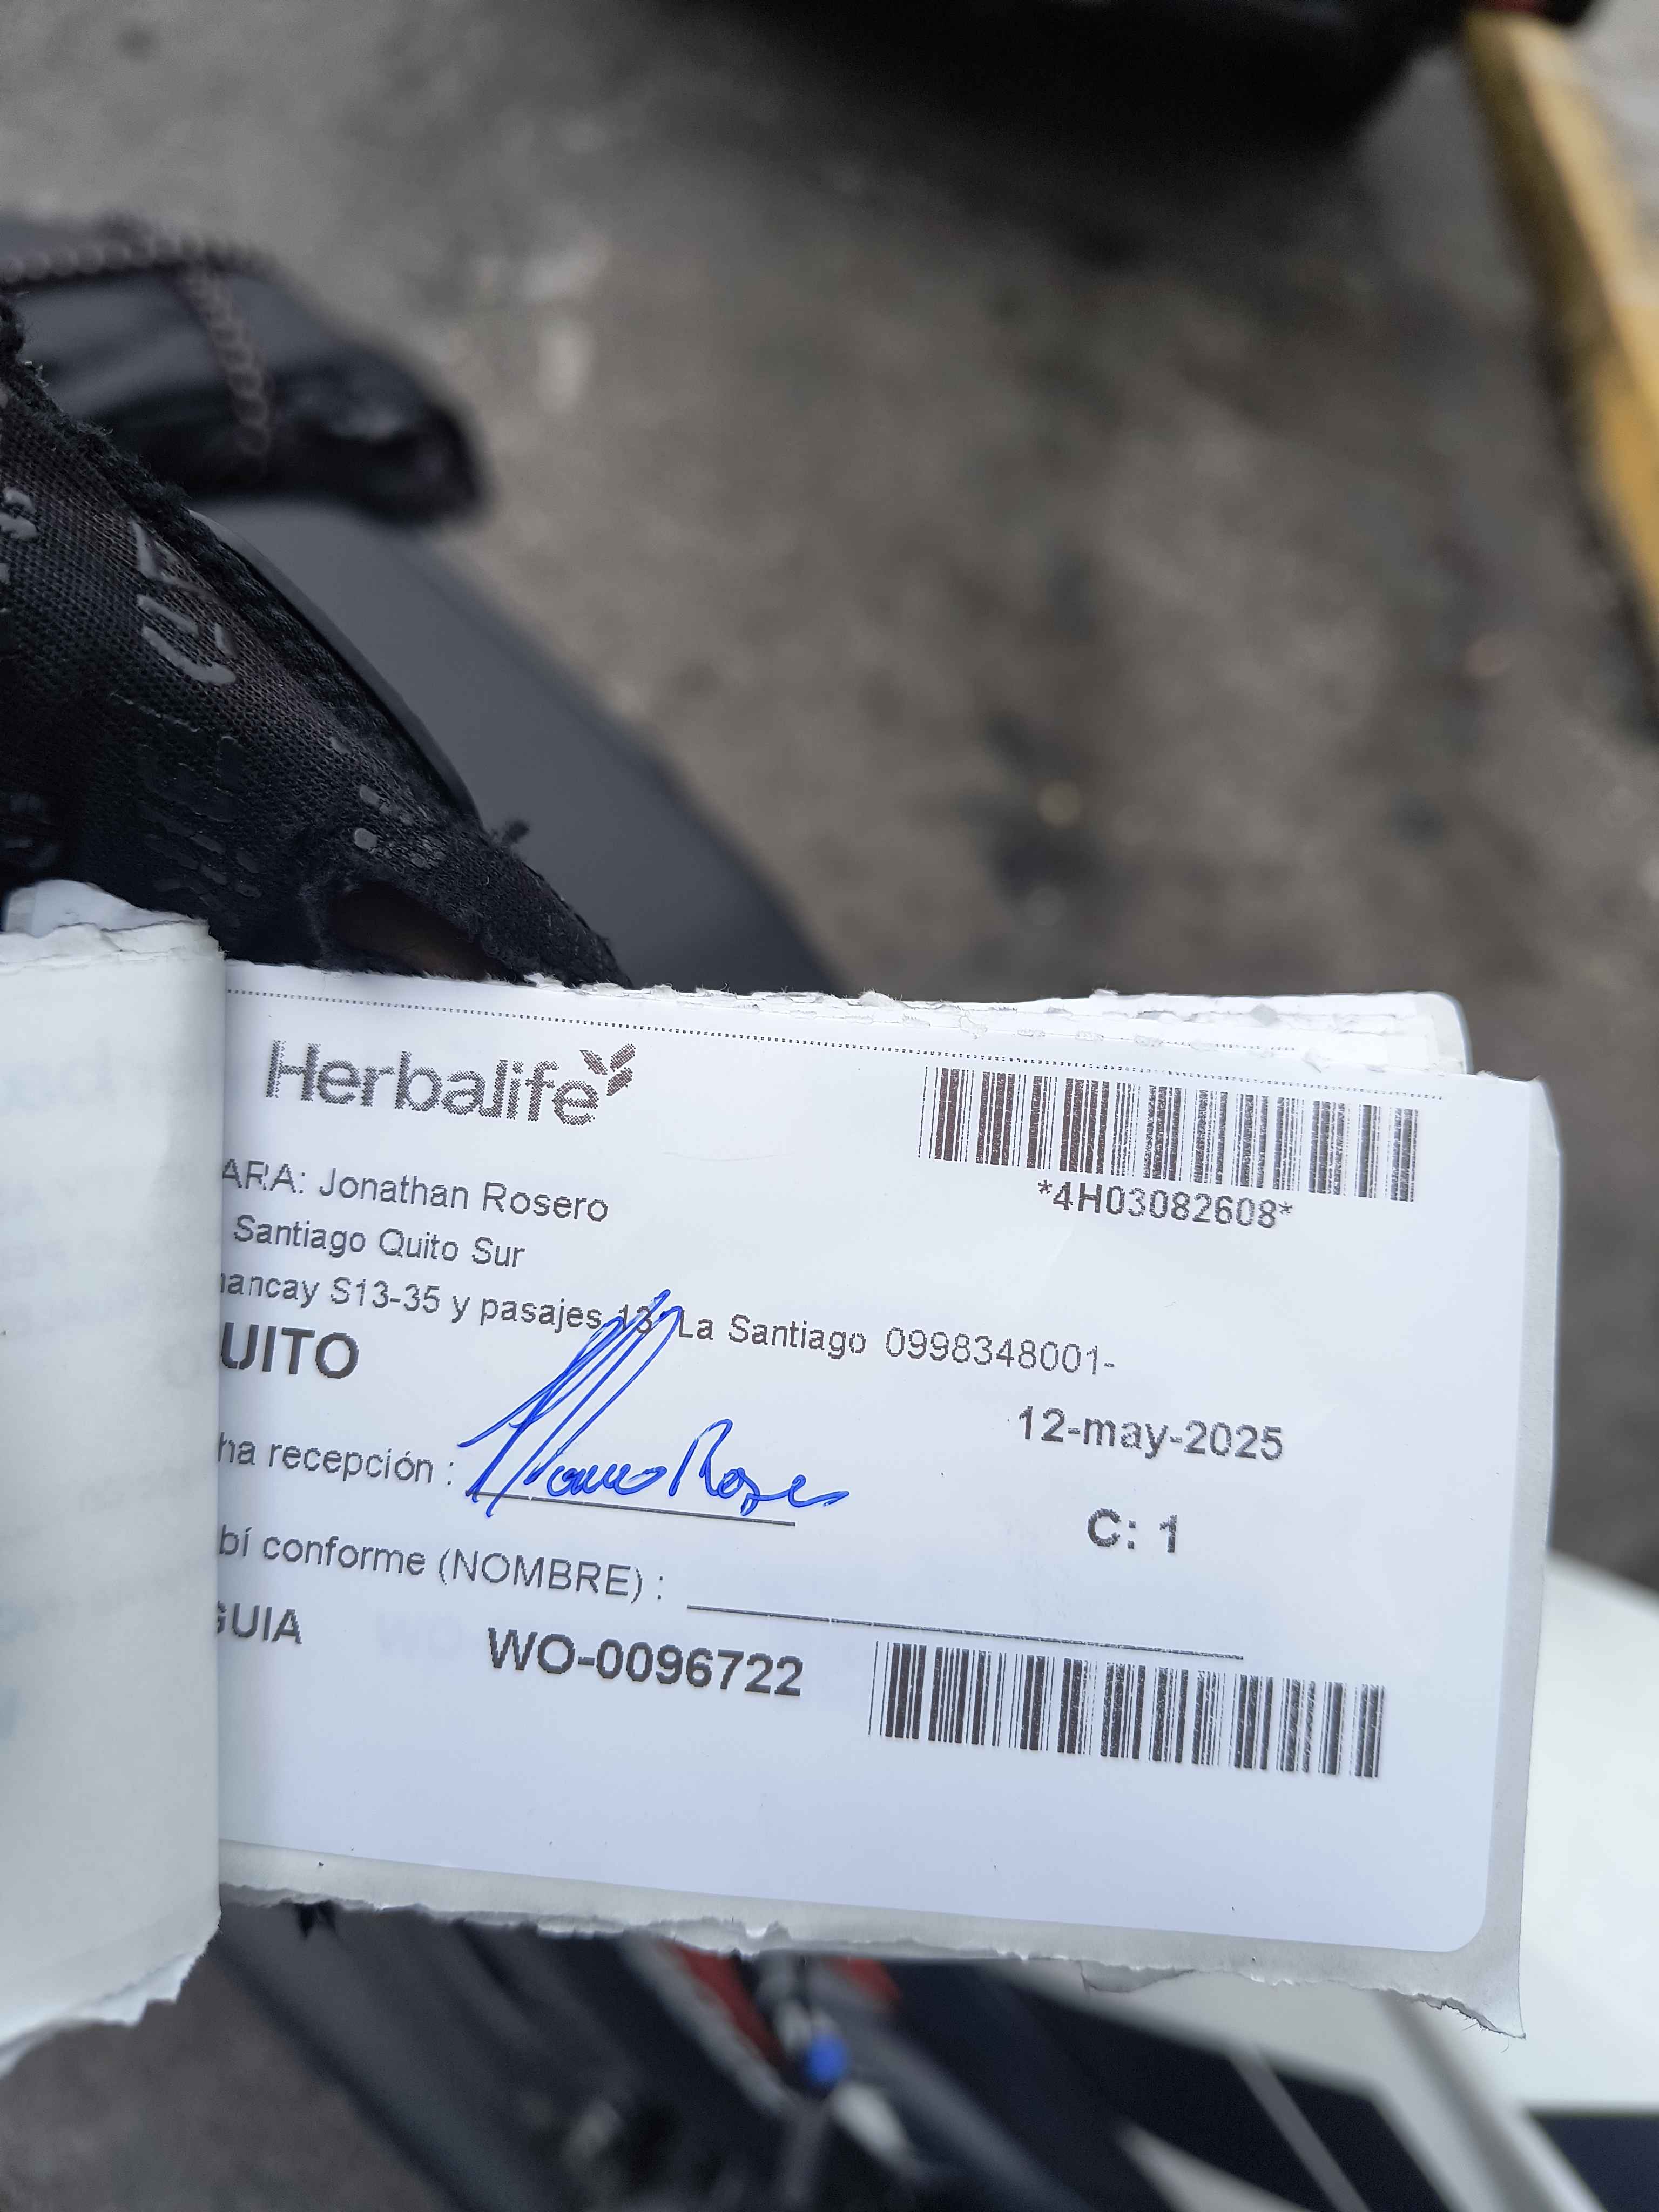 Herbalife
*4H03082608*
ARA: Jonathan Rosero
Santiago Quito Sur
ancay S13-35 y pasajes 13 La Santiago 0998348001-
UITO
12-may-2025
ha recepción :
C: 1
bí conforme (NOMBRE) :
GUIA
WO-0096722